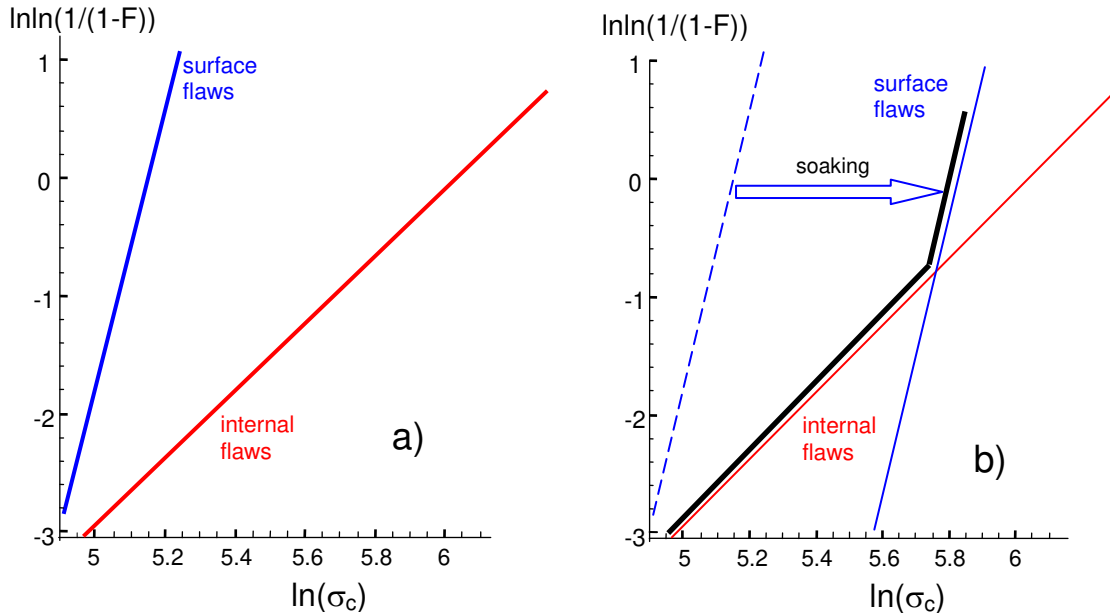 lnln(1/(1-F))
1
0
-1
-2
-3
surface
flaws
internal
flaws
a)
5 5.2 5.4 5.6 5.8 6
ln(σc)
lnln(1/(1-F))
1
0
-1
-2
-3
surface
flaws
soaking
internal
flaws
b)
5 5.2 5.4 5.6 5.8 6
ln(σc)